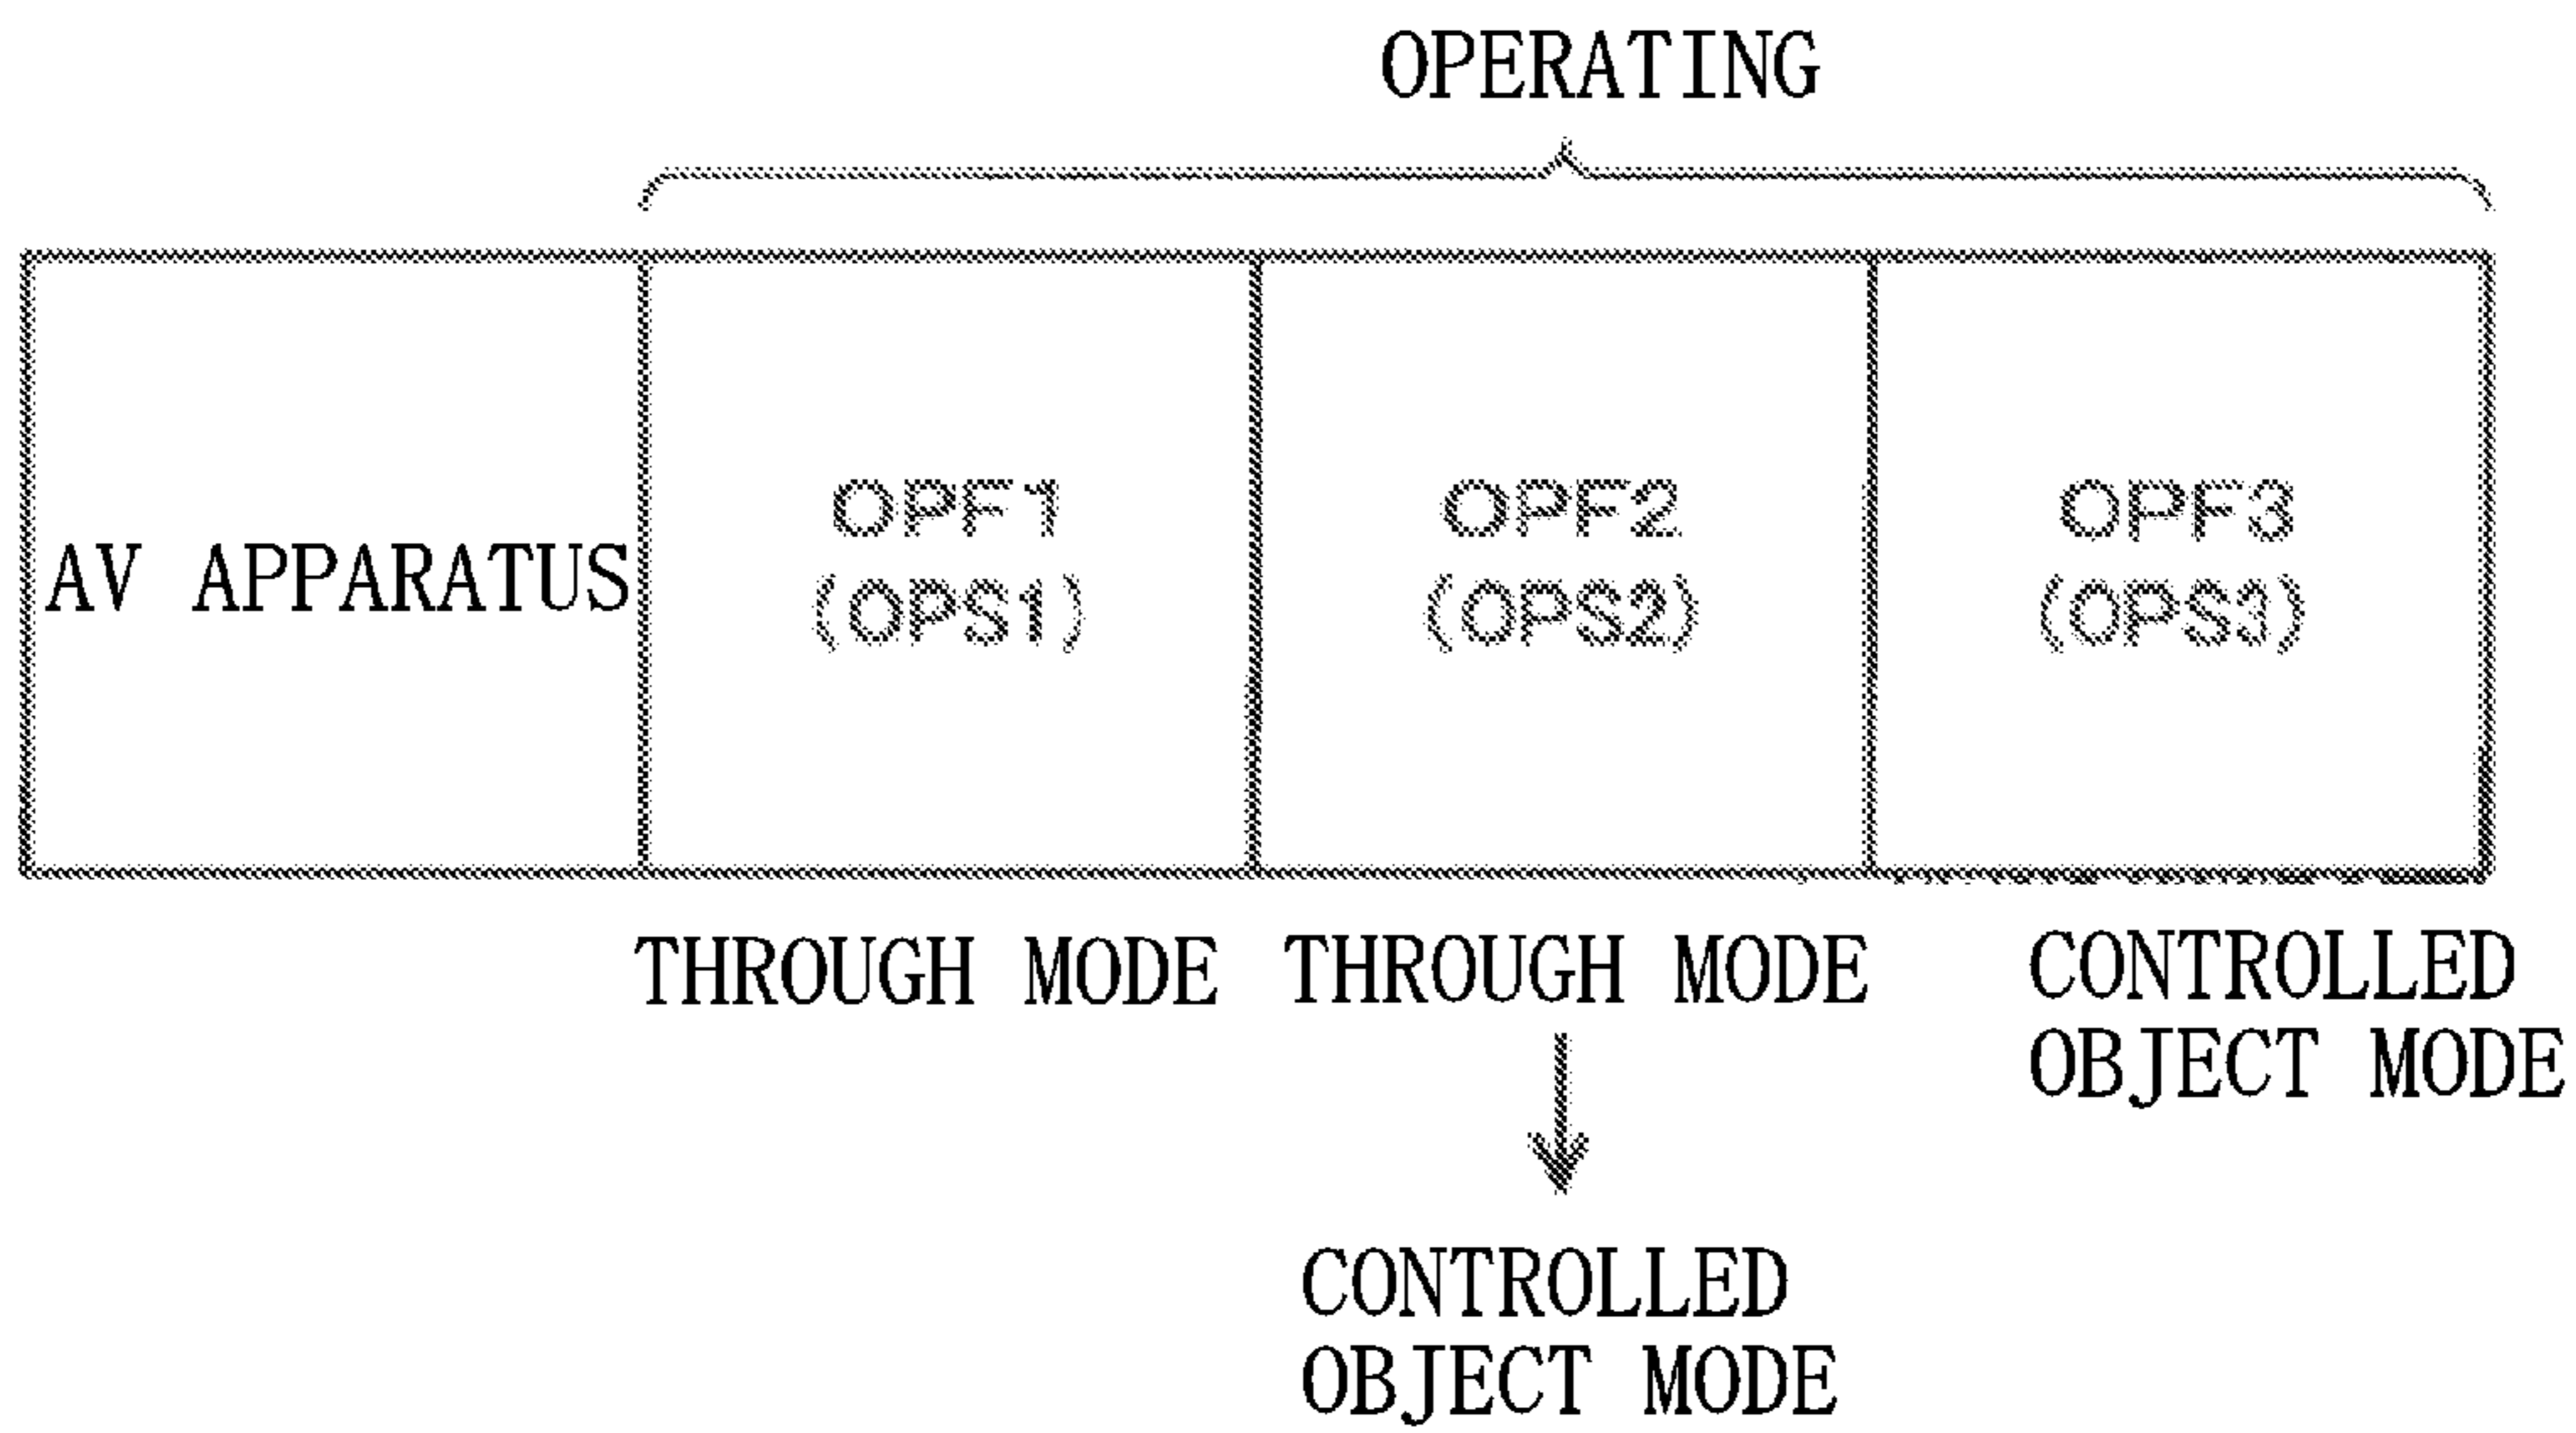 OPERATING
AV APPARATUS
OPF1
(OPS1)
OPF2
(OPS2)
OPF3
(OPS3)
THROUGH MODE
THROUGH MODE
CONTROLLED
OBJECT MODE
CONTROLLED
OBJECT MODE